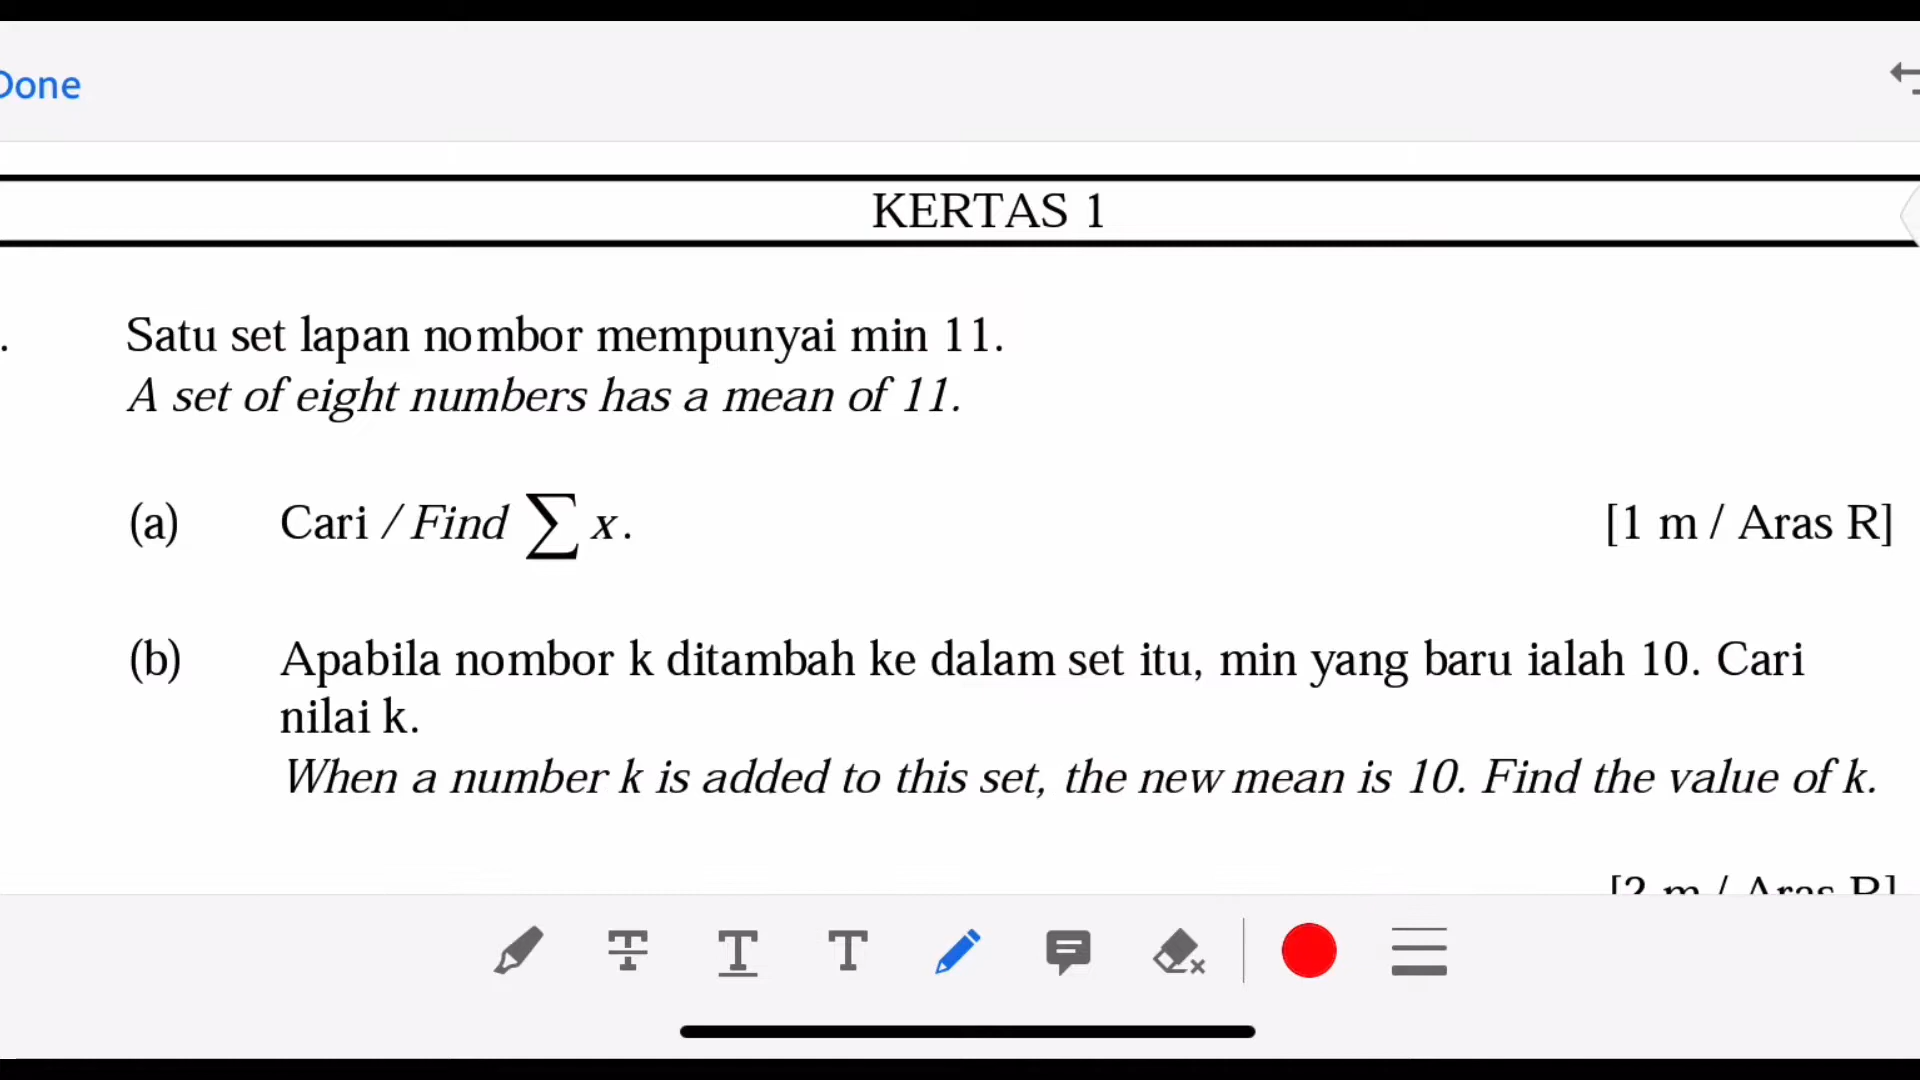 Done
KERTAS 1
. Satu set lapan nombor mempunyai min 11.
A set of eight numbers has a mean of 11.
(a) Cari / Find ∑ x.
[1 m / Aras R]
(b) Apabila nombor k ditambah ke dalam set itu, min yang baru ialah 10. Cari
nilai k.
When a number k is added to this set, the new mean is 10. Find the value of k.
[2 m / Aras R]